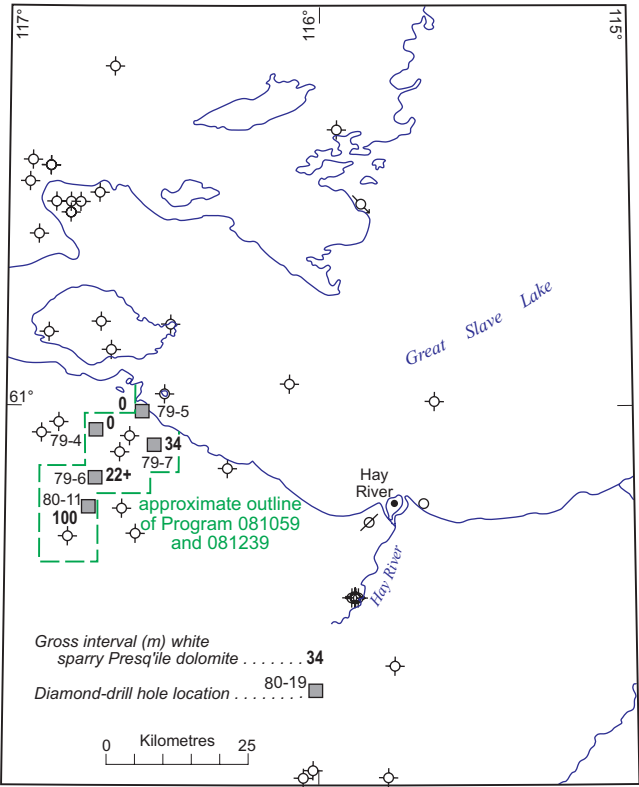 117°
116°
115°
Great Slave Lake
61°
0
79-5
0
79-4
34
79-7
79-6
22+
80-11
100
approximate outline
of Program 081059
and 081239
Hay
River
Hay River
Gross interval (m) white
sparry Presq'ile dolomite . . . . . . . 34
80-19
Diamond-drill hole location . . . . . . . .
0 Kilometres 25